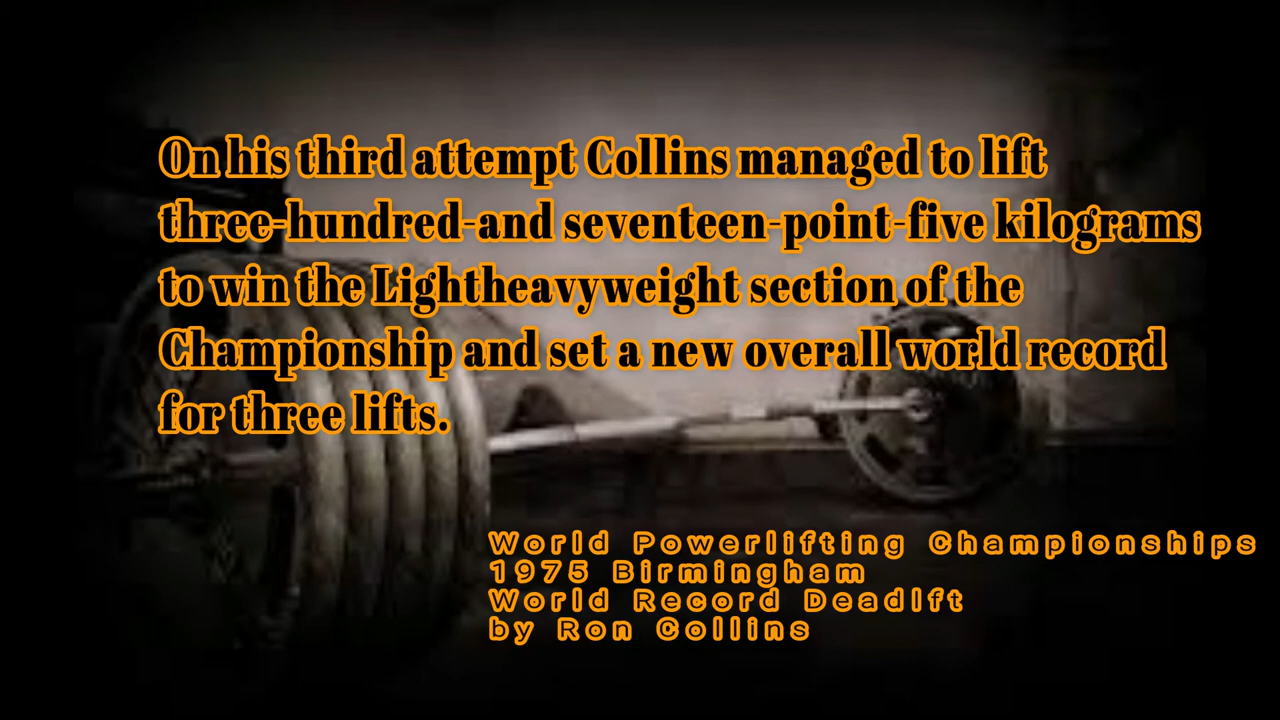 On his third attempt Collins managed to lift
three-hundred-and seventeen-point-five kilograms
to win the Lightheavyweight section of the
Championship and set a new overall world record
for three lifts.
World Powerlifting Championships
1975 Birmingham
World Record Deadlft
by Ron Collins